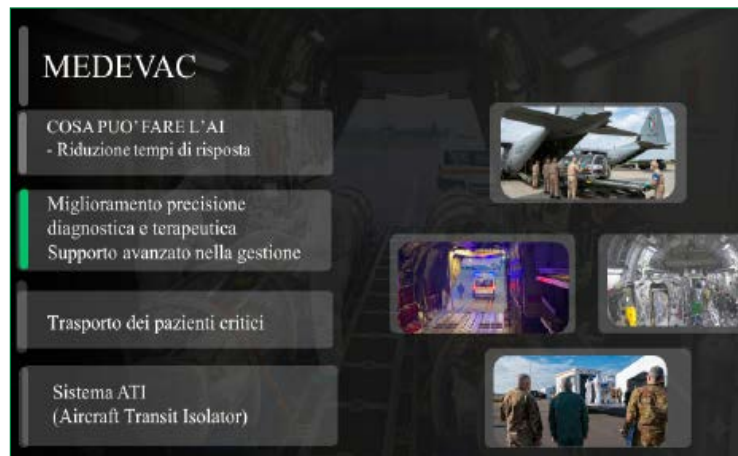 MEDEVAC
COSA PUO' FARE L'AI
- Riduzione tempi di risposta
Miglioramento precisione
diagnostica e terapeutica
Supporto avanzato nella gestione
Trasporto dei pazienti critici
Sistema ATI
(Aircraft Transit Isolator)